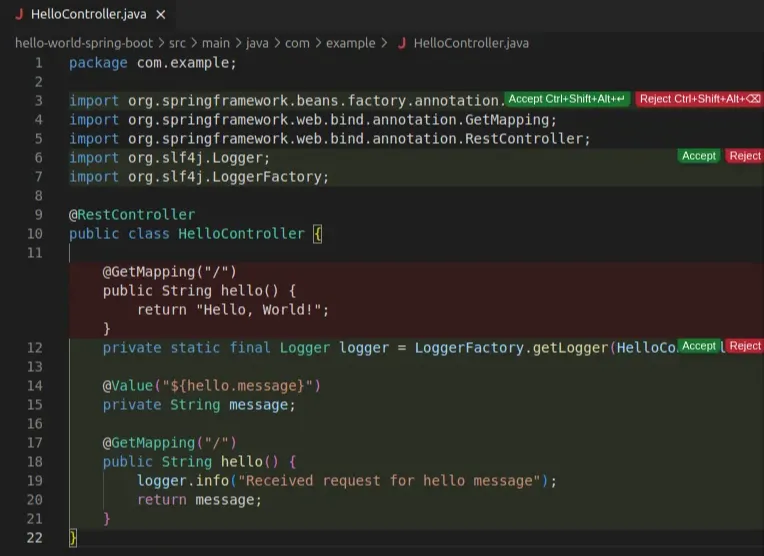 J HelloController.java ×
hello-world-spring-boot > src > main > java > com > example > J HelloController.java
1 package com.example;
2
3 import org.springframework.beans.factory.annotation. Accept Ctrl+Shift+Alt+↵ Reject Ctrl+Shift+Alt+⌫
4 import org.springframework.web.bind.annotation.GetMapping;
5 import org.springframework.web.bind.annotation.RestController;
6 import org.slf4j.Logger; Accept Reject
7 import org.slf4j.LoggerFactory;
8
9 @RestController
10 public class HelloController {
11
@GetMapping("/")
public String hello() {
return "Hello, World!";
}
12 private static final Logger logger = LoggerFactory.getLogger(HelloCo Accept Reject
13
14 @Value("${hello.message}")
15 private String message;
16
17 @GetMapping("/")
18 public String hello() {
19 logger.info("Received request for hello message");
20 return message;
21 }
22 }